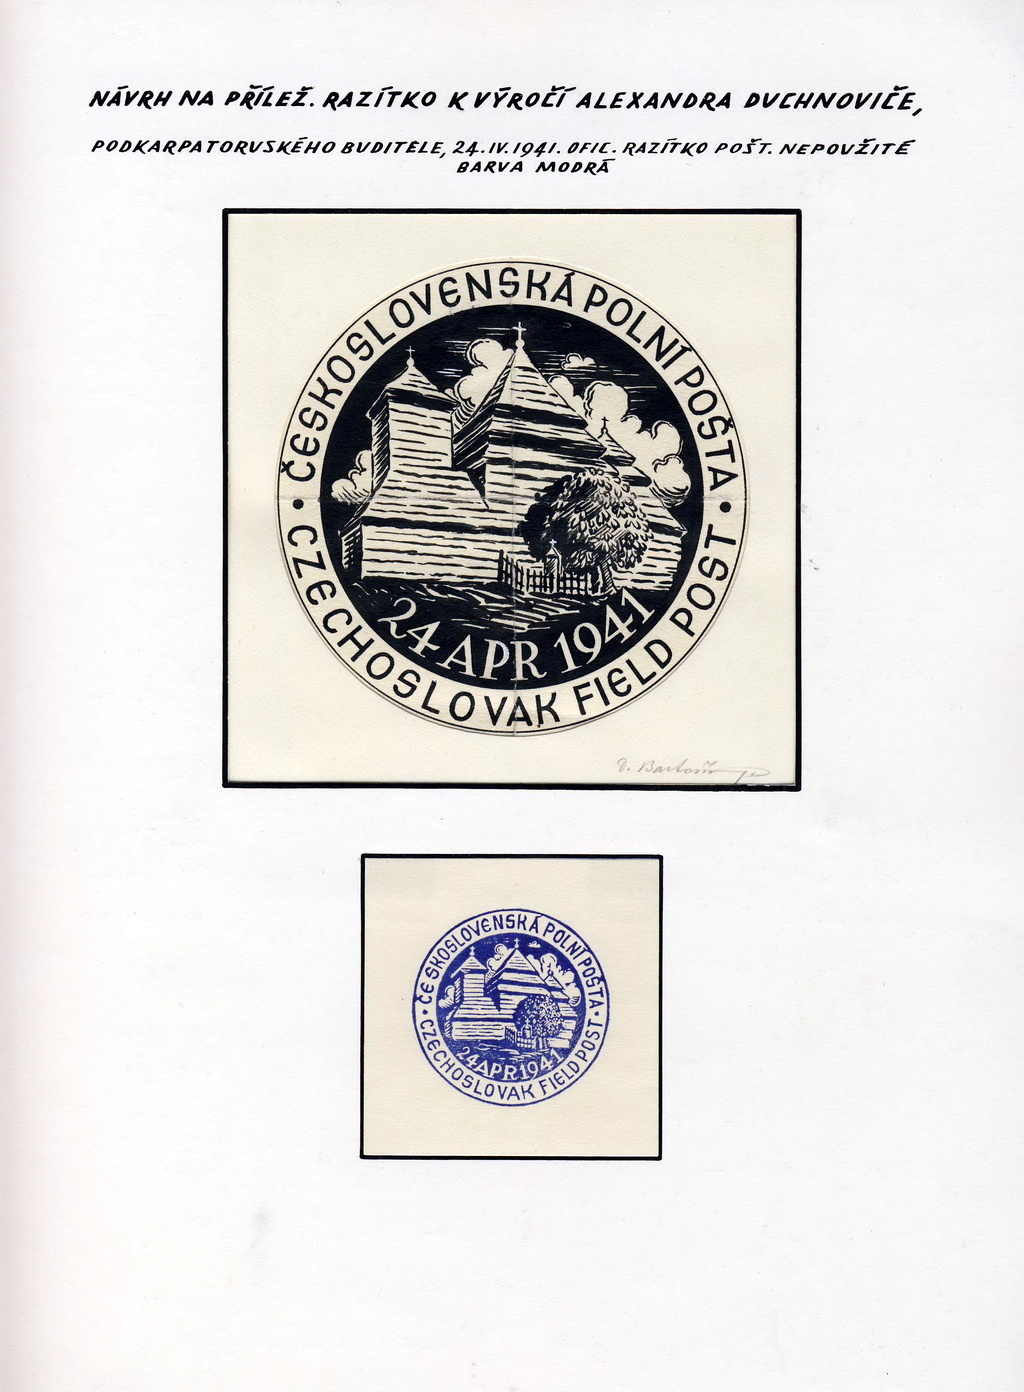 NÁVRH NA PŘÍLEŽ. RAZÍTKO K VÝROČÍ ALEXANDRA DUCHNOVIČE,
PODKARPATORUSKÉHO BUDITELE, 24. IV. 1941. OFIC. RAZÍTKO POŠT. NEPOUŽITÉ
BARVA MODRÁ
ČESKOSLOVENSKÁ POLNÍ POŠTA
24 APR 1941
• CZECHOSLOVAK FIELD POST •
ČESKOSLOVENSKÁ POLNÍ POŠTA
24 APR 1941
• CZECHOSLOVAK FIELD POST •